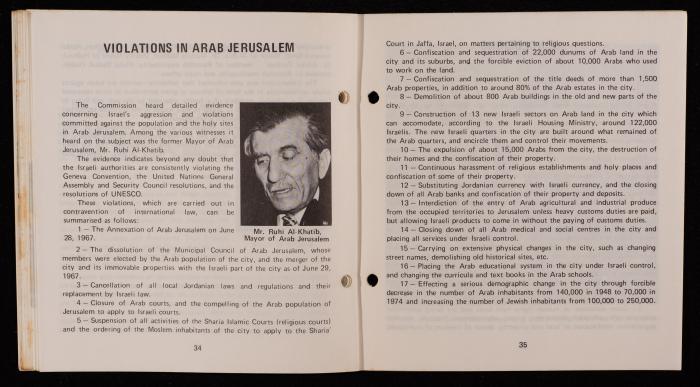 VIOLATIONS IN ARAB JERUSALEM
The Commission heard detailed evidence
concerning Israel's aggression and violations
committed against the population and the holy sites
in Arab Jerusalem. Among the various witnesses it
heard on the subject was the former Mayor of Arab
Jerusalem, Mr. Ruhi Al-Khatib.
The evidence indicates beyond any doubt that
the Israeli authorities are consistently violating the
Geneva Convention, the United Nations General
Assembly and Security Council resolutions, and the
resolutions of UNESCO.
These violations, which are carried out in
contravention of international law, can be
summarised as follows:
1 — The Annexation of Arab Jerusalem on June
28, 1967.
Mr. Ruhi Al-Khatib,
Mayor of Arab Jerusalem
2 — The dissolution of the Municipal Council of Arab Jerusalem, whose
members were elected by the Arab population of the city, and the merger of the
city and its immovable properties with the Israeli part of the city as of June 29,
1967.
3 — Cancellation of all local Jordanian laws and regulations and their
replacement by Israeli law.
4 — Closure of Arab courts, and the compelling of the Arab population of
Jerusalem to apply to Israeli courts.
5 — Suspension of all activities of the Sharia Islamic Courts (religious courts)
and the ordering of the Moslem inhabitants of the city to apply to the Sharia'
34
Court in Jaffa, Israel, on matters pertaining to religious questions.
6 — Confiscation and sequestration of 22,000 dunums of Arab land in the
city and its suburbs, and the forcible eviction of about 10,000 Arabs who used
to work on the land.
7 — Confiscation and sequestration of the title deeds of more than 1,500
Arab properties, in addition to around 80% of the Arab estates in the city.
8 — Demolition of about 800 Arab buildings in the old and new parts of the
city.
9 — Construction of 13 new Israeli sectors on Arab land in the city which
can accomodate, according to the Israeli Housing Ministry, around 122,000
Israelis. The new Israeli quarters in the city are built around what remained of
the Arab quarters, and encircle them and control their movements.
10 — The expulsion of about 15,000 Arabs from the city, the destruction of
their homes and the confiscation of their property.
11 — Continuous harassment of religious establishments and holy places and
confiscation of some of their property.
12 — Substituting Jordanian currency with Israeli currency, and the closing
down of all Arab banks and confication of their property and deposits.
13 — Interdiction of the entry of Arab agricultural and industrial produce
from the occupied territories to Jerusalem unless heavy customs duties are paid,
but allowing Israeli products to come in without the paying of customs duties.
14 — Closing down of all Arab medical and social centres in the city and
placing all services under Israeli control.
15 — Carrying on extensive physical changes in the city, such as changing
street names, demolishing old historical sites, etc.
16 — Placing the Arab educational system in the city under Israeli control,
and changing the curricula and text books in the Arab schools.
17 — Effecting a serious demographic change in the city through forcible
decrease in the number of Arab inhabitants from 140,000 in 1948 to 70,000 in
1974 and increasing the number of Jewish inhabitants from 100,000 to 250,000.
35